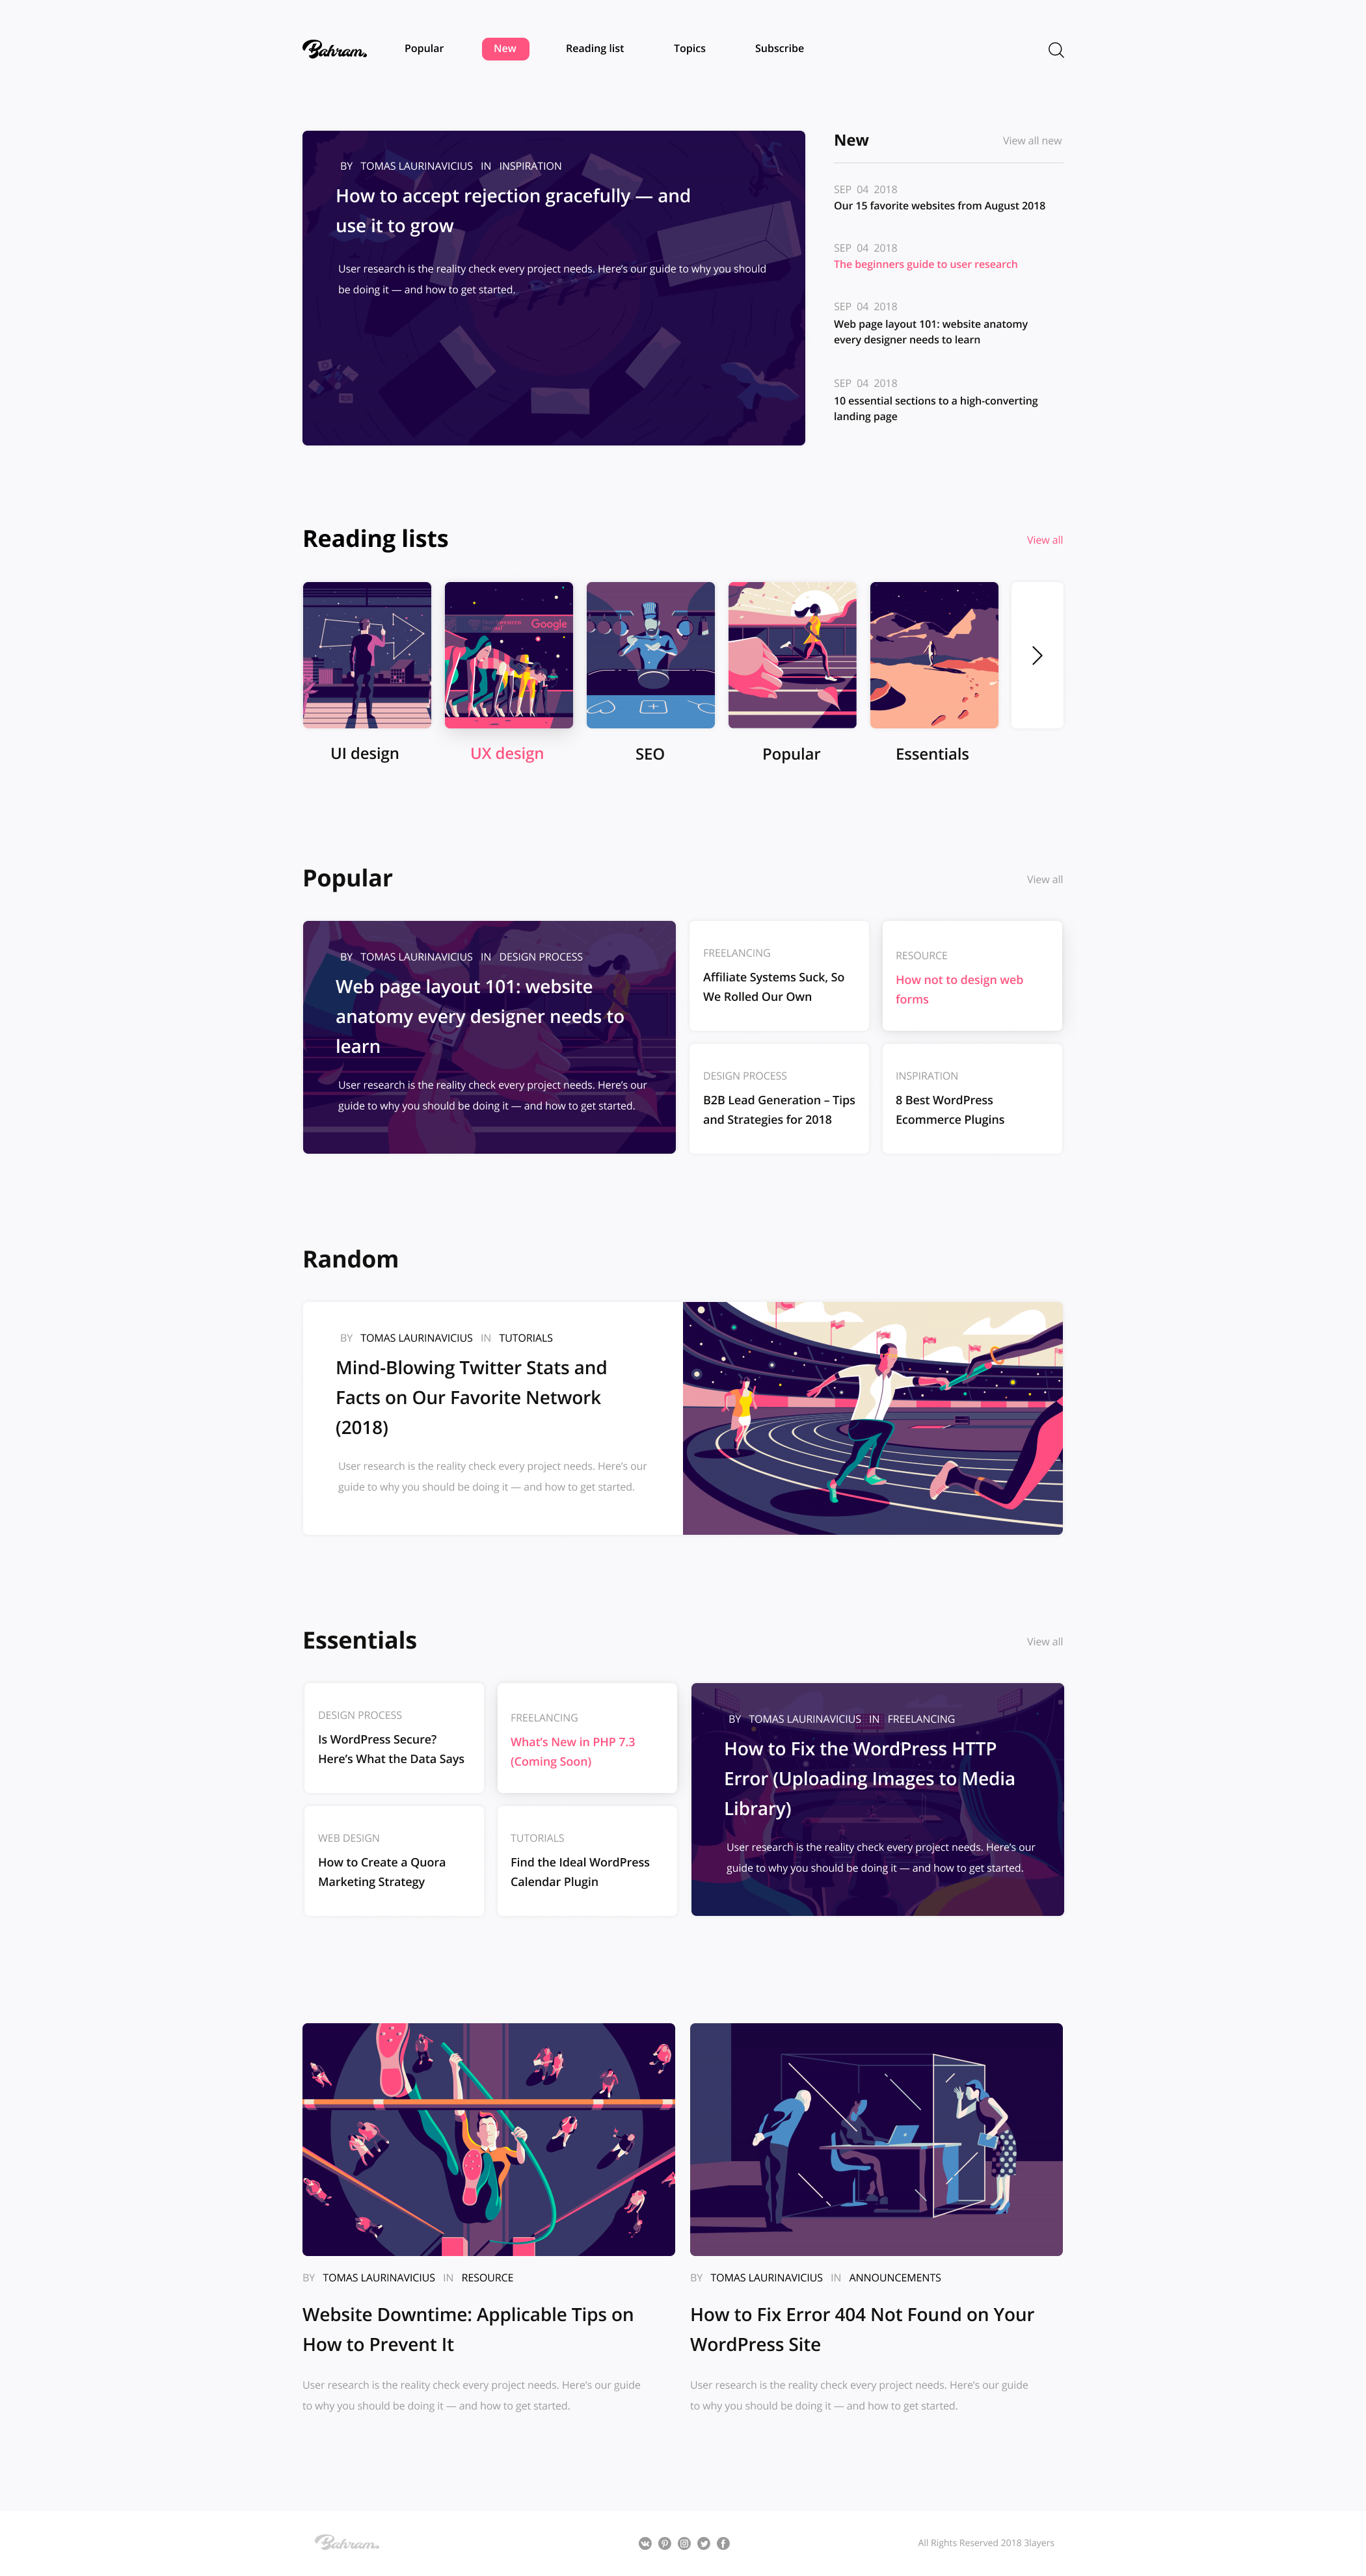 Bahram.
Popular
New
Reading list
Topics
Subscribe
BY TOMAS LAURINAVICIUS IN INSPIRATION
How to accept rejection gracefully — and
use it to grow
User research is the reality check every project needs. Here's our guide to why you should
be doing it — and how to get started.
New
View all new
SEP 04 2018
Our 15 favorite websites from August 2018
SEP 04 2018
The beginners guide to user research
SEP 04 2018
Web page layout 101: website anatomy
every designer needs to learn
SEP 04 2018
10 essential sections to a high-converting
landing page
Reading lists
View all
Google
UI design
UX design
SEO
Popular
Essentials
Popular
View all
BY TOMAS LAURINAVICIUS IN DESIGN PROCESS
Web page layout 101: website
anatomy every designer needs to
learn
User research is the reality check every project needs. Here's our
guide to why you should be doing it — and how to get started.
FREELANCING
Affiliate Systems Suck, So
We Rolled Our Own
RESOURCE
How not to design web
forms
DESIGN PROCESS
B2B Lead Generation – Tips
and Strategies for 2018
INSPIRATION
8 Best WordPress
Ecommerce Plugins
Random
BY TOMAS LAURINAVICIUS IN TUTORIALS
Mind-Blowing Twitter Stats and
Facts on Our Favorite Network
(2018)
User research is the reality check every project needs. Here's our
guide to why you should be doing it — and how to get started.
Essentials
View all
DESIGN PROCESS
Is WordPress Secure?
Here's What the Data Says
FREELANCING
What's New in PHP 7.3
(Coming Soon)
WEB DESIGN
How to Create a Quora
Marketing Strategy
TUTORIALS
Find the Ideal WordPress
Calendar Plugin
BY TOMAS LAURINAVICIUS IN FREELANCING
How to Fix the WordPress HTTP
Error (Uploading Images to Media
Library)
User research is the reality check every project needs. Here's our
guide to why you should be doing it — and how to get started.
BY TOMAS LAURINAVICIUS IN RESOURCE
Website Downtime: Applicable Tips on
How to Prevent It
User research is the reality check every project needs. Here's our guide
to why you should be doing it — and how to get started.
BY TOMAS LAURINAVICIUS IN ANNOUNCEMENTS
How to Fix Error 404 Not Found on Your
WordPress Site
User research is the reality check every project needs. Here's our guide
to why you should be doing it — and how to get started.
Bahram.
All Rights Reserved 2018 3layers